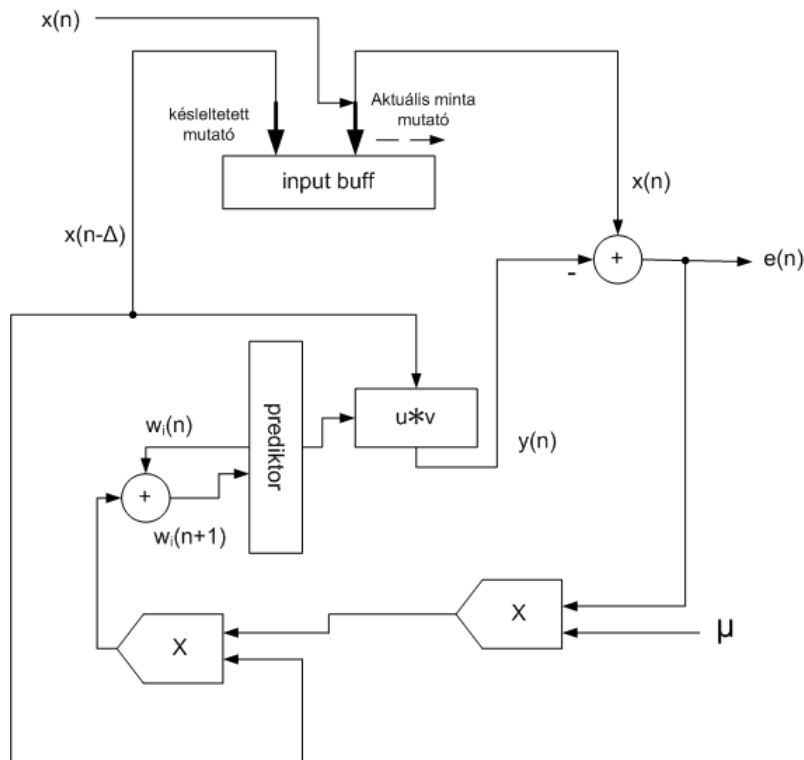 x(n)
késleltetett
mutató
Aktuális minta
mutató
input buff
x(n)
x(n-Δ)
+
-
e(n)
prediktor
u*v
wᵢ(n)
y(n)
+
wᵢ(n+1)
X
µ
X